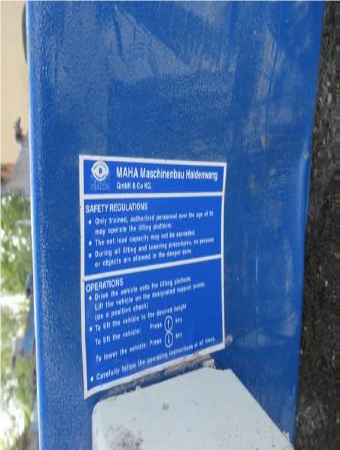 MAHA
MAHA Maschinenbau Haldenwang
GmbH & Co KG.
SAFETY REGULATIONS
• Only trained, authorized personnel over the age of 18
may operate the lifting platform.
• The net load capacity may not be exceeded.
• During all lifting and lowering procedures, no persons
or objects are allowed in the danger zone.
OPERATIONS
• Drive the vehicle onto the lifting platform.
Lift the vehicle on the designated support points.
(do a position check)
• To lift the vehicle to the desired height
To lift the vehicle: Press key
To lower the vehicle: Press key
• Carefully follow the operating instructions at all times.